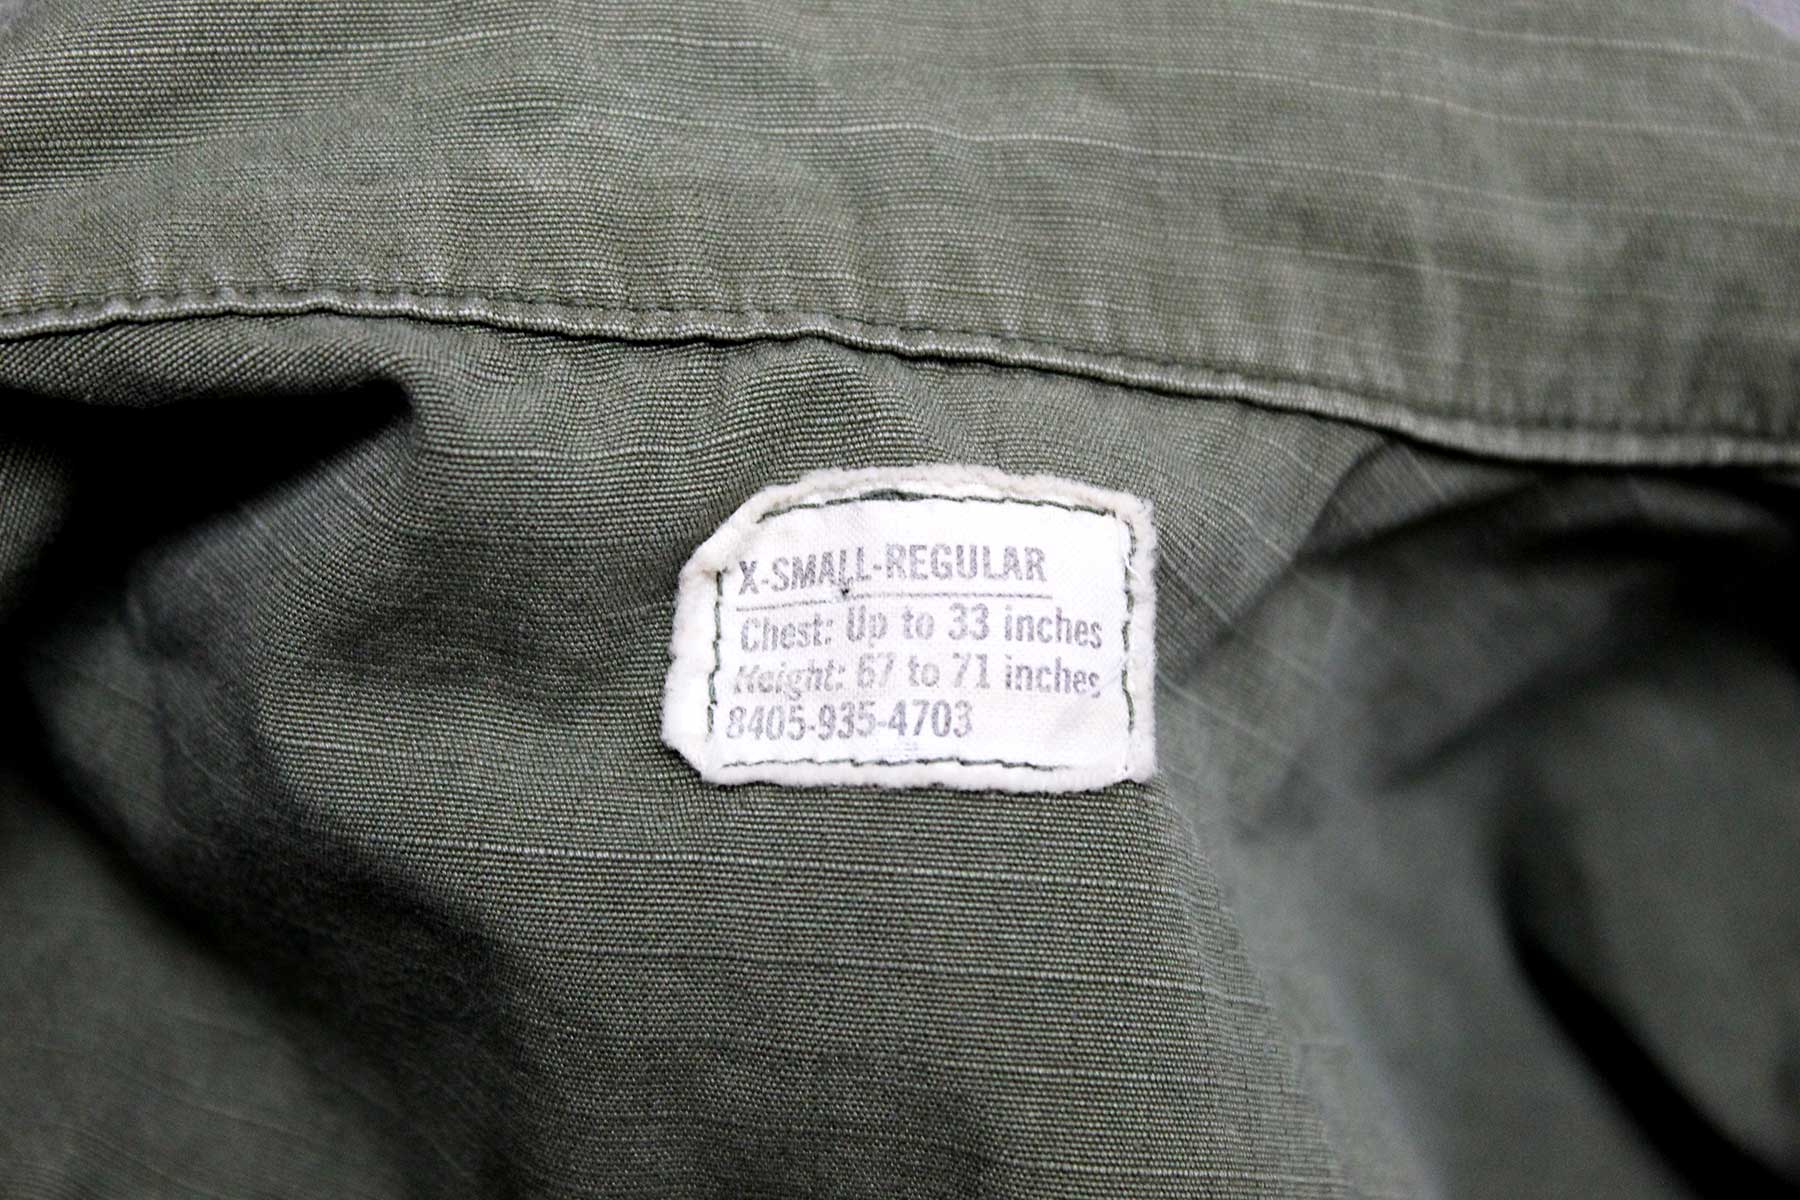 X-SMALL-REGULAR
Chest: Up to 33 inches
Height: 67 to 71 inches
8405-935-4703